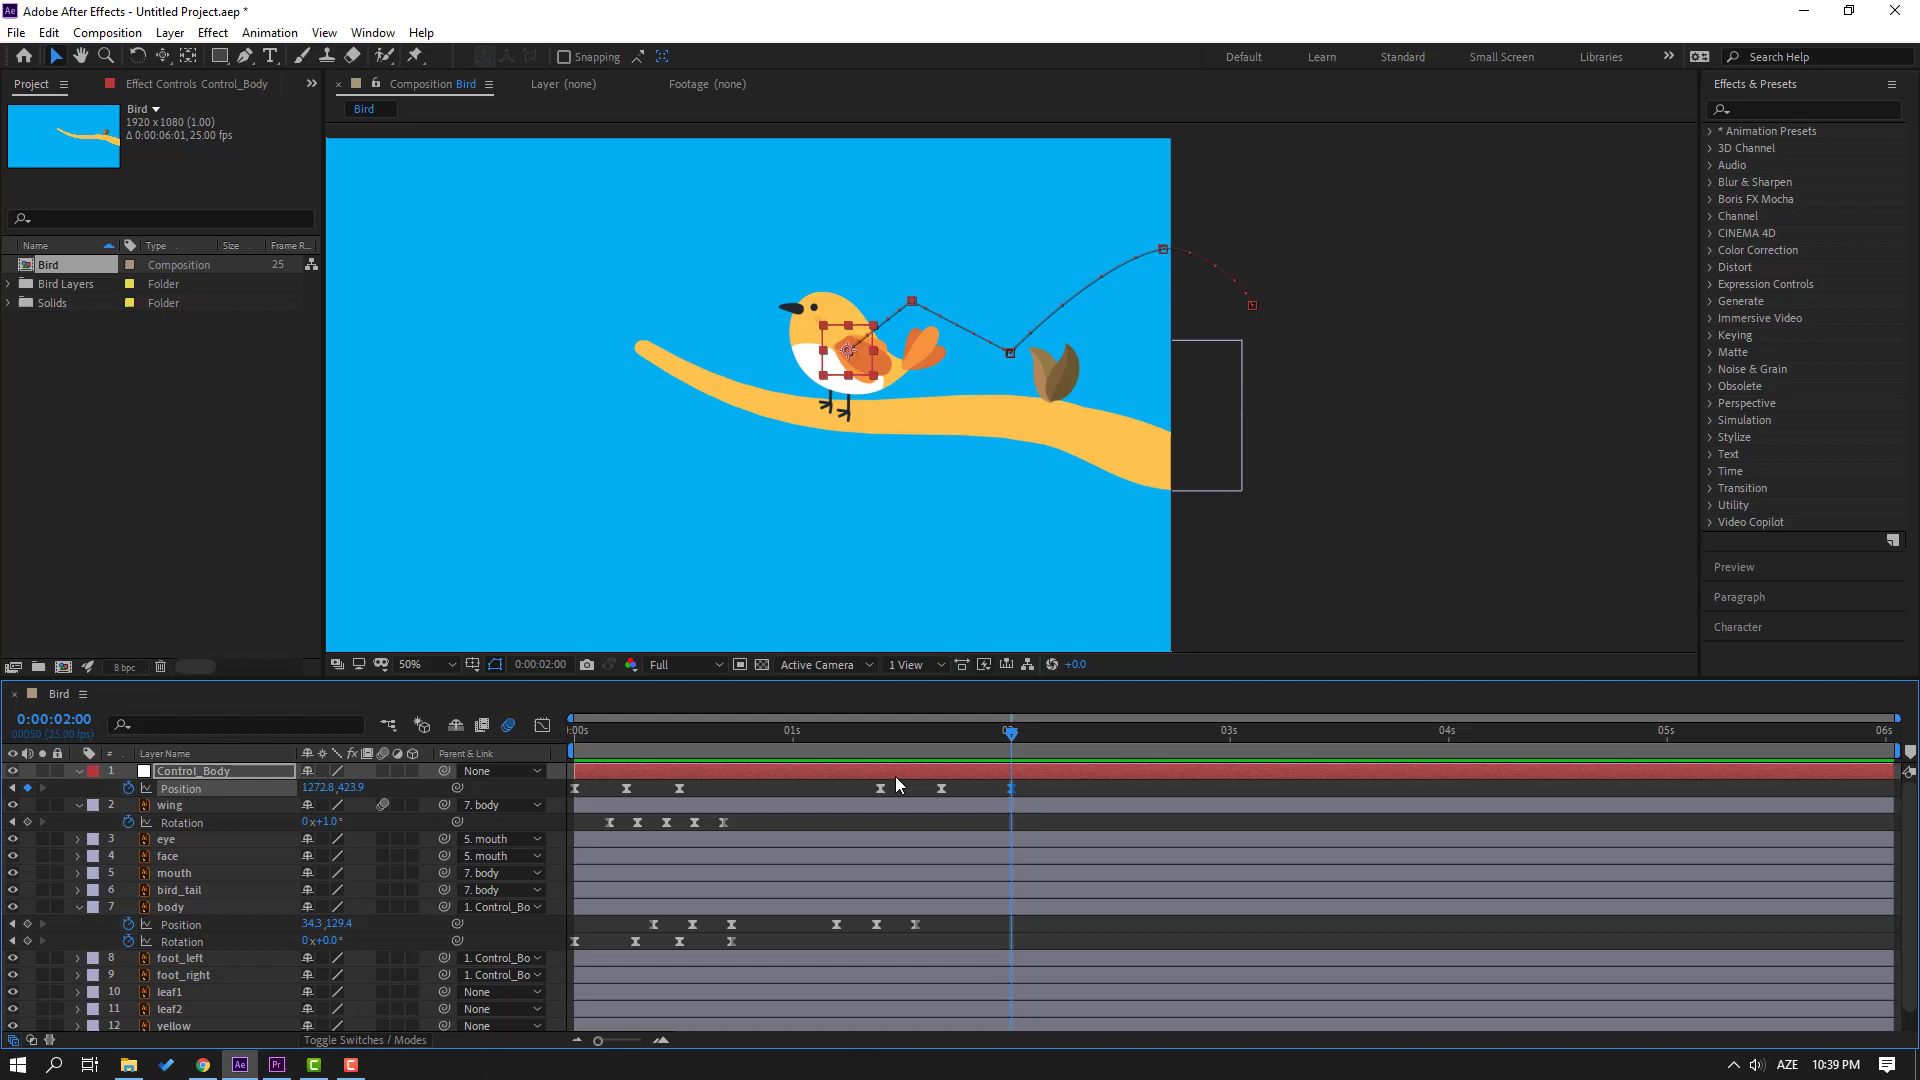 Ae Adobe After Effects - Untitled Project.aep *
File Edit Composition Layer Effect Animation View Window Help
Snapping Default Learn Standard Small Screen Libraries » Search Help
Project Effect Controls Control_Body » × Composition Bird Layer (none) Footage (none) Effects & Presets
Bird
1920 x 1080 (1.00)
Δ 0:00:06:01, 25.00 fps
Bird
Name Type Size Frame R...
Bird Composition 25
Bird Layers Folder
Solids Folder
* Animation Presets
3D Channel
Audio
Blur & Sharpen
Boris FX Mocha
Channel
CINEMA 4D
Color Correction
Distort
Expression Controls
Generate
Immersive Video
Keying
Matte
Noise & Grain
Obsolete
Perspective
Simulation
Stylize
Text
Time
Transition
Utility
Video Copilot
Preview
Paragraph
Character
8 bpc 50% 0:00:02:00 Full Active Camera 1 View +0.0
× Bird
0:00:02:00
00050 (25.00 fps)
:00s 01s 02s 03s 04s 05s 06s
# Layer Name fx Parent & Link
1 Control_Body None
Position 1272.8,423.9
2 wing 7. body
Rotation 0x+1.0°
3 eye 5. mouth
4 face 5. mouth
5 mouth 7. body
6 bird_tail 7. body
7 body 1. Control_Bo
Position 34.3,129.4
Rotation 0x+0.0°
8 foot_left 1. Control_Bo
9 foot_right 1. Control_Bo
10 leaf1 None
11 leaf2 None
12 yellow None
Toggle Switches / Modes
Ae Pr C C AZE 10:39 PM